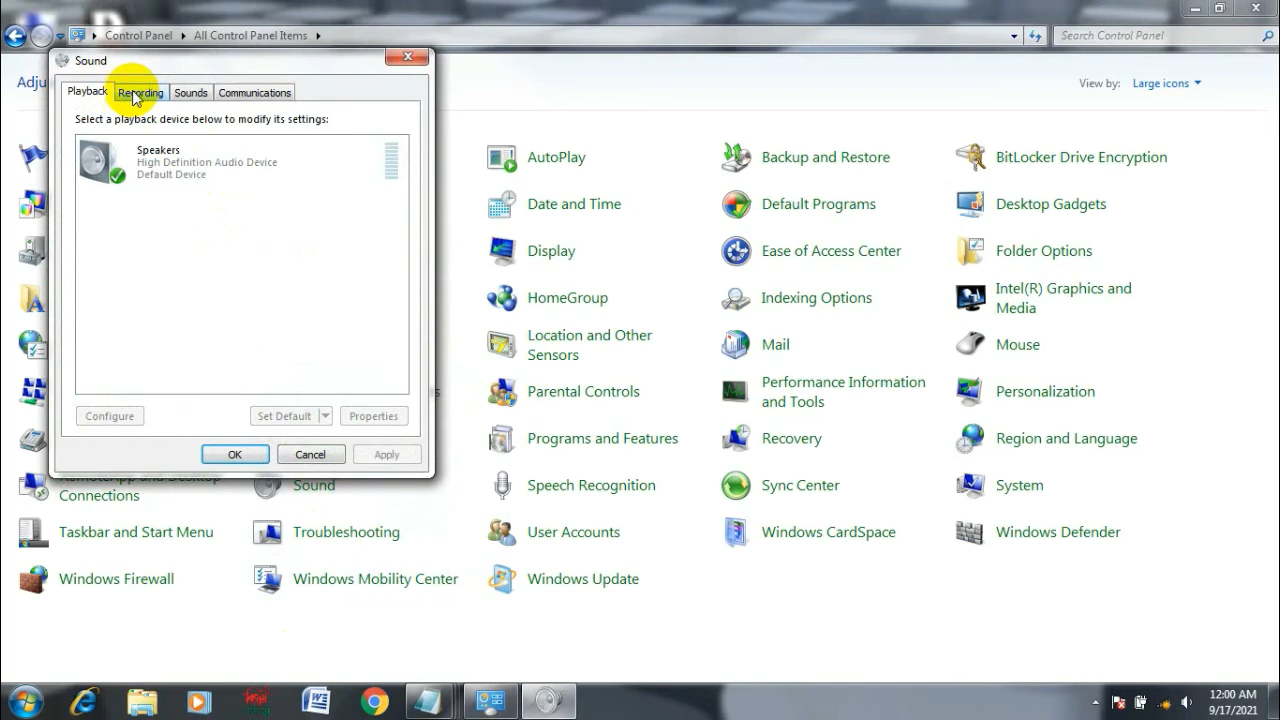 Control Panel
All Control Panel Items
Search Control Panel
Sound
Adju
View by:
Large icons
Playback
Recording
Sounds
Communications
Select a playback device below to modify its settings:
Speakers
High Definition Audio Device
Default Device
Configure
Set Default
Properties
OK
Cancel
Apply
AutoPlay
Backup and Restore
BitLocker Drive Encryption
Date and Time
Default Programs
Desktop Gadgets
Display
Ease of Access Center
Folder Options
HomeGroup
Indexing Options
Intel(R) Graphics and
Media
Location and Other
Sensors
Mail
Mouse
Parental Controls
Performance Information
and Tools
Personalization
Programs and Features
Recovery
Region and Language
RemoteApp and Desktop
Connections
Sound
Speech Recognition
Sync Center
System
Taskbar and Start Menu
Troubleshooting
User Accounts
Windows CardSpace
Windows Defender
Windows Firewall
Windows Mobility Center
Windows Update
12:00 AM
9/17/2021